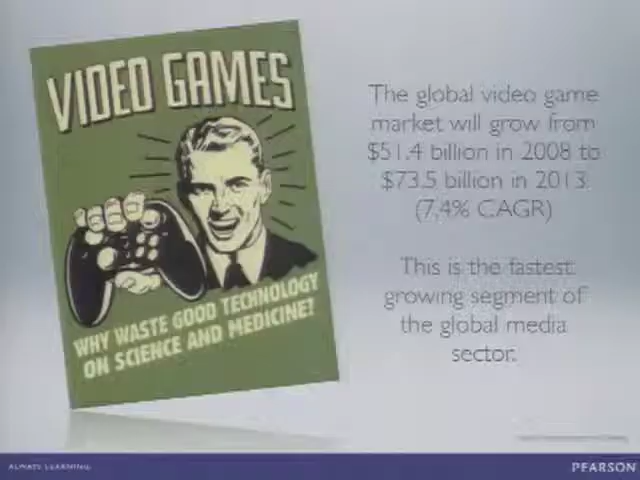 VIDEO GAMES
WHY WASTE GOOD TECHNOLOGY
ON SCIENCE AND MEDICINE?
The global video game
market will grow from
$51.4 billion in 2008 to
$73.5 billion in 2013
(7.4% CAGR)
This is the fastest
growing segment of
the global media
sector.
ALWAYS LEARNING
PEARSON